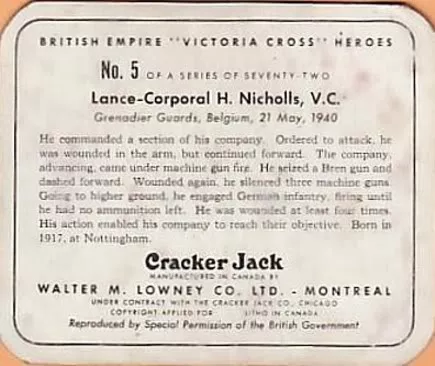 BRITISH EMPIRE "VICTORIA CROSS" HEROES
No. 5 OF A SERIES OF SEVENTY-TWO
Lance-Corporal H. Nicholls, V.C.
Grenadier Guards, Belgium, 21 May, 1940
He commanded a section of his company. Ordered to attack, he
was wounded in the arm, but continued forward. The company,
advancing, came under machine gun fire. He seized a Bren gun and
dashed forward. Wounded again, he silenced three machine guns.
Going to higher ground, he engaged German infantry, firing until
he had no ammunition left. He was wounded at least four times.
His action enabled his company to reach their objective. Born in
1917, at Nottingham.
Cracker Jack
MANUFACTURED IN CANADA BY
WALTER M. LOWNEY CO. LTD. - MONTREAL
UNDER CONTRACT WITH THE CRACKER JACK CO., CHICAGO
COPYRIGHT APPLIED FOR LITHO IN CANADA
Reproduced by Special Permission of the British Government